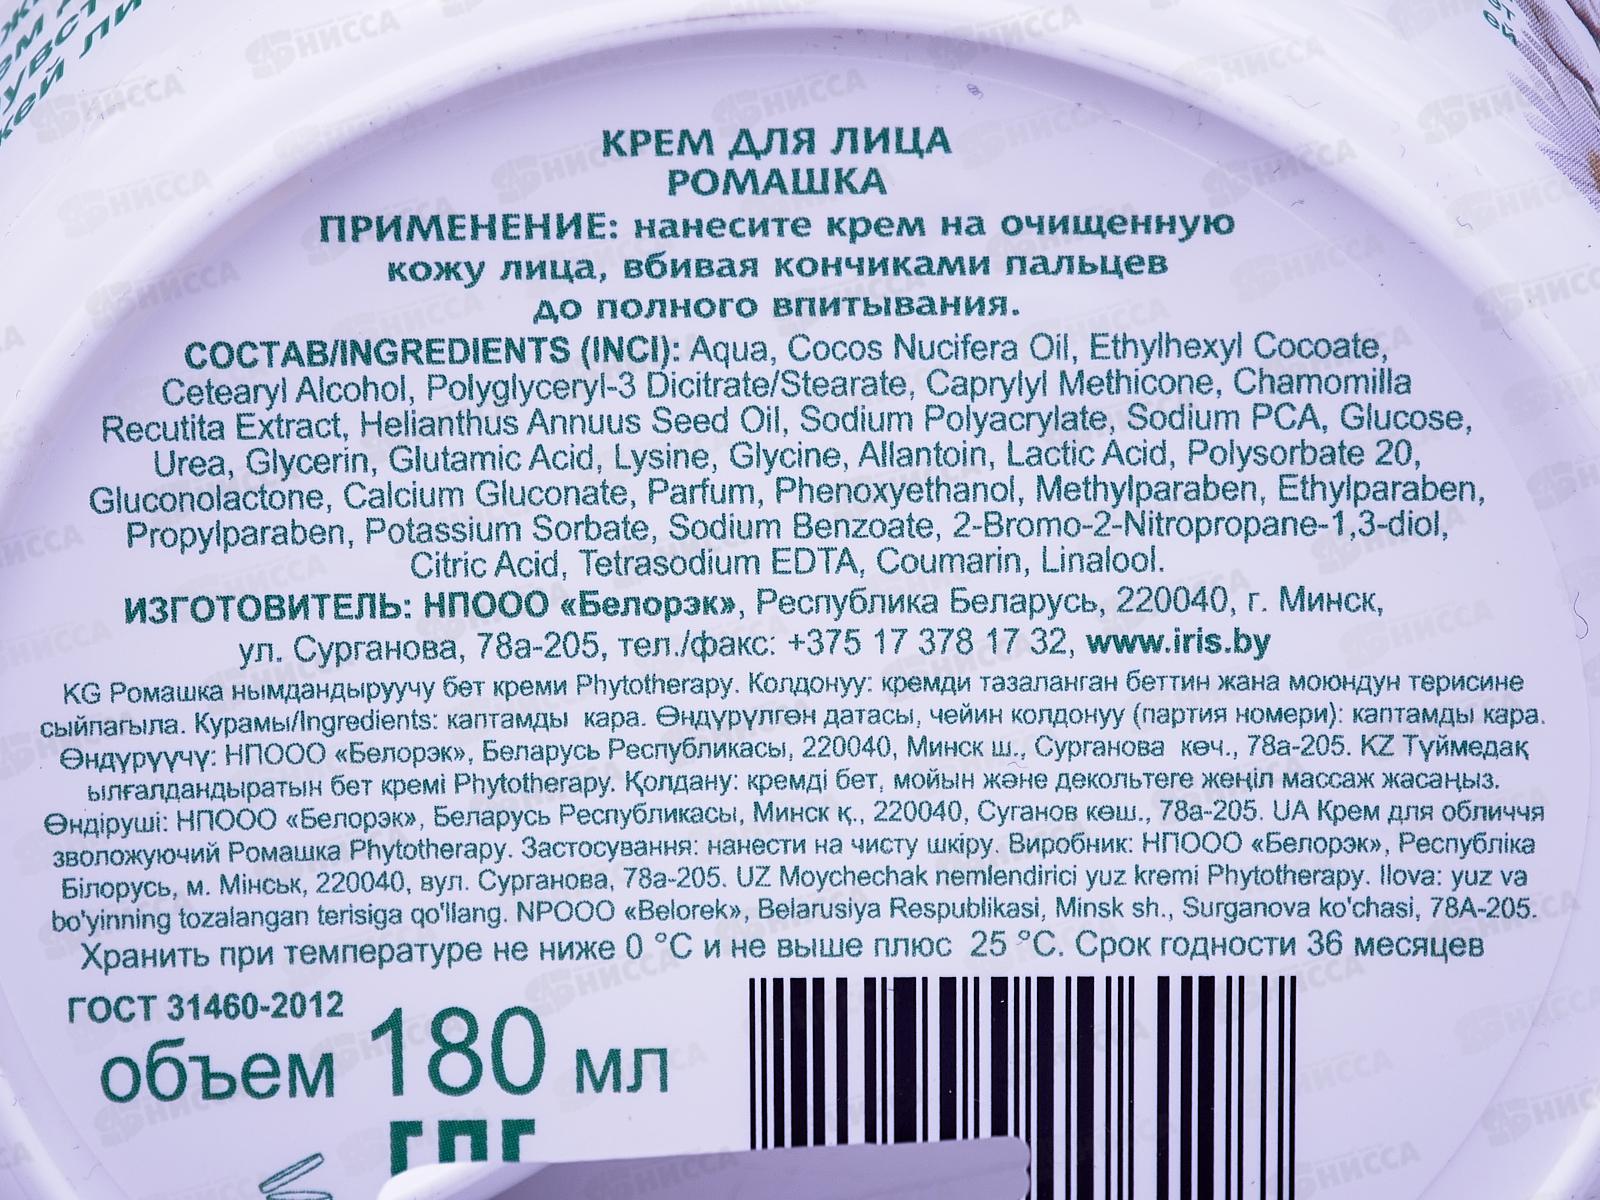 КРЕМ ДЛЯ ЛИЦА
РОМАШКА
ПРИМЕНЕНИЕ: нанесите крем на очищенную
кожу лица, вбивая кончиками пальцев
до полного впитывания.
СОСТАВ/INGREDIENTS (INCI): Aqua, Cocos Nucifera Oil, Ethylhexyl Cocoate,
Cetearyl Alcohol, Polyglyceryl-3 Dicitrate/Stearate, Caprylyl Methicone, Chamomilla
Recutita Extract, Helianthus Annuus Seed Oil, Sodium Polyacrylate, Sodium PCA, Glucose,
Urea, Glycerin, Glutamic Acid, Lysine, Glycine, Allantoin, Lactic Acid, Polysorbate 20,
Gluconolactone, Calcium Gluconate, Parfum, Phenoxyethanol, Methylparaben, Ethylparaben,
Propylparaben, Potassium Sorbate, Sodium Benzoate, 2-Bromo-2-Nitropropane-1,3-diol,
Citric Acid, Tetrasodium EDTA, Coumarin, Linalool.
ИЗГОТОВИТЕЛЬ: НПООО «Белорэк», Республика Беларусь, 220040, г. Минск,
ул. Сурганова, 78а-205, тел./факс: +375 17 378 17 32, www.iris.by
KG Ромашка нымдандыруучу бет креми Phytotherapy. Колдонуу: кремди тазаланган беттин жана моюндун терисине
сыйпагыла. Курамы/Ingredients: каптамды кара. Өндүрүлгөн датасы, чейин колдонуу (партия номери): каптамды кара.
Өндүрүүчү: НПООО «Белорэк», Беларусь Республикасы, 220040, Минск ш., Сурганова көч., 78а-205. KZ Түймедақ
ылғалдандыратын бет кремі Phytotherapy. Қолдану: кремді бет, мойын және декольтеге жеңіл массаж жасаңыз.
Өндіруші: НПООО «Белорэк», Беларусь Республикасы, Минск қ., 220040, Суганов көш., 78а-205. UA Крем для обличчя
зволожуючий Ромашка Phytotherapy. Застосування: нанести на чисту шкіру. Виробник: НПООО «Белорэк», Республіка
Білорусь, м. Мінськ, 220040, вул. Сурганова, 78а-205. UZ Moychechak nemlendirici yuz kremi Phytotherapy. Ilova: yuz va
bo'yinning tozalangan terisiga qo'llang. NPOOO «Belorek», Belarusiya Respublikasi, Minsk sh., Surganova ko'chasi, 78A-205.
Хранить при температуре не ниже 0 °C и не выше плюс 25 °C. Срок годности 36 месяцев
ГОСТ 31460-2012
объем 180 мл
НИССА